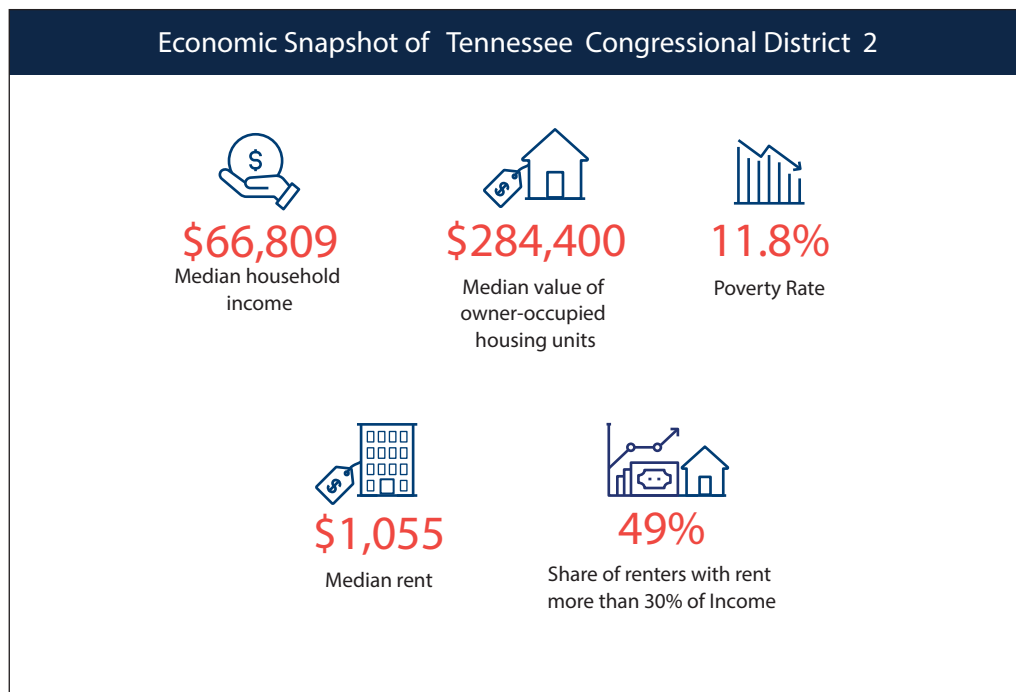 Economic Snapshot of Tennessee Congressional District 2
$
$66,809
Median household
income
$
$284,400
Median value of
owner-occupied
housing units
11.8%
Poverty Rate
$
$1,055
Median rent
49%
Share of renters with rent
more than 30% of Income